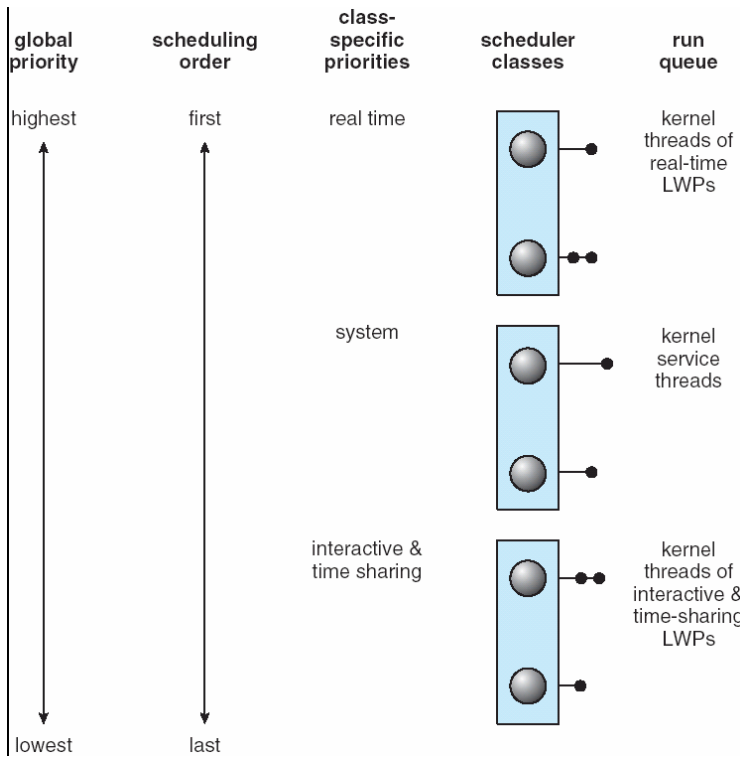 global
priority
scheduling
order
class-
specific
priorities
scheduler
classes
run
queue
highest
first
real time
kernel
threads of
real-time
LWPs
system
kernel
service
threads
interactive &
time sharing
kernel
threads of
interactive &
time-sharing
LWPs
lowest
last